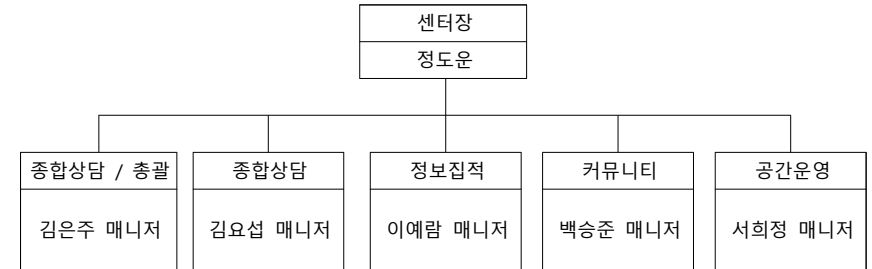 센터장
정도운
종합상담 / 총괄
종합상담
정보집적
커뮤니티
공간운영
김은주 매니저
김요섭 매니저
이예람 매니저
백승준 매니저
서희정 매니저